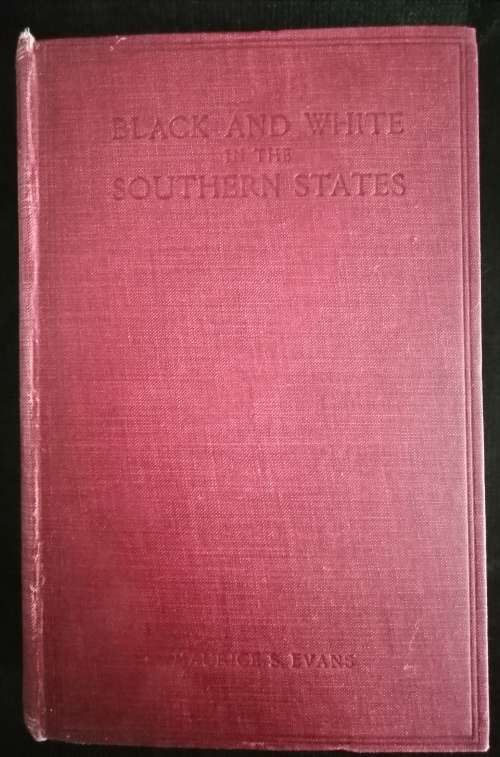 BLACK AND WHITE
IN THE
SOUTHERN STATES
MAURICE S. EVANS